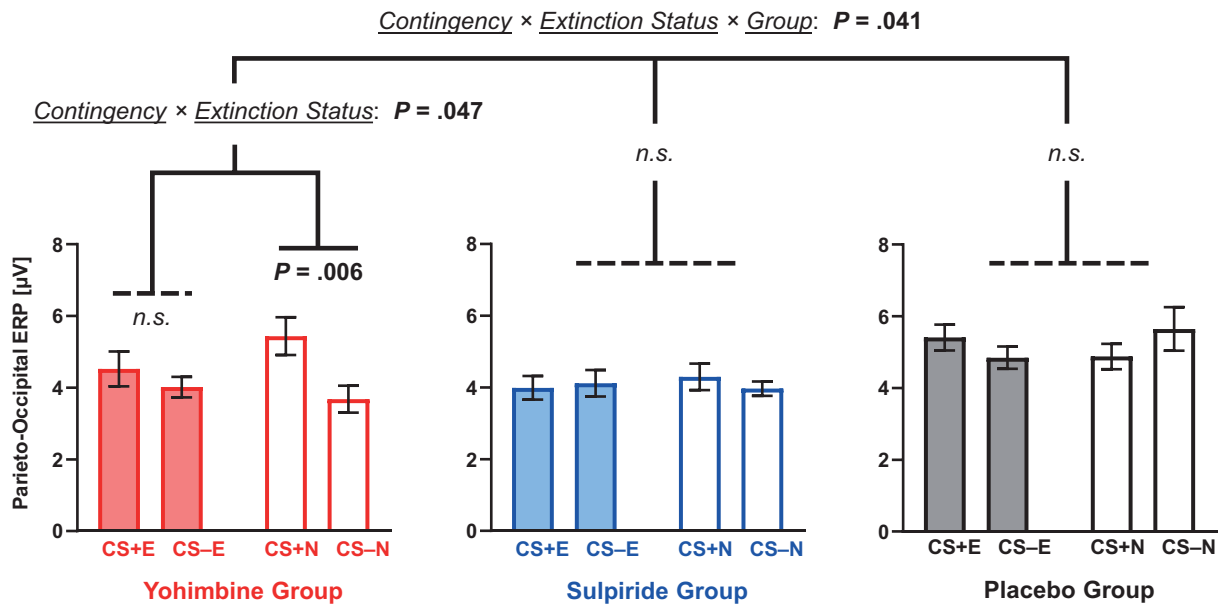 Contingency × Extinction Status × Group: P = .041
Contingency × Extinction Status: P = .047
n.s.
n.s.
P = .006
n.s.
Parieto-Occipital ERP [µV]
8
6
4
2
0
CS+E CS–E CS+N CS–N
Yohimbine Group
8
6
4
2
0
CS+E CS–E CS+N CS–N
Sulpiride Group
8
6
4
2
0
CS+E CS–E CS+N CS–N
Placebo Group